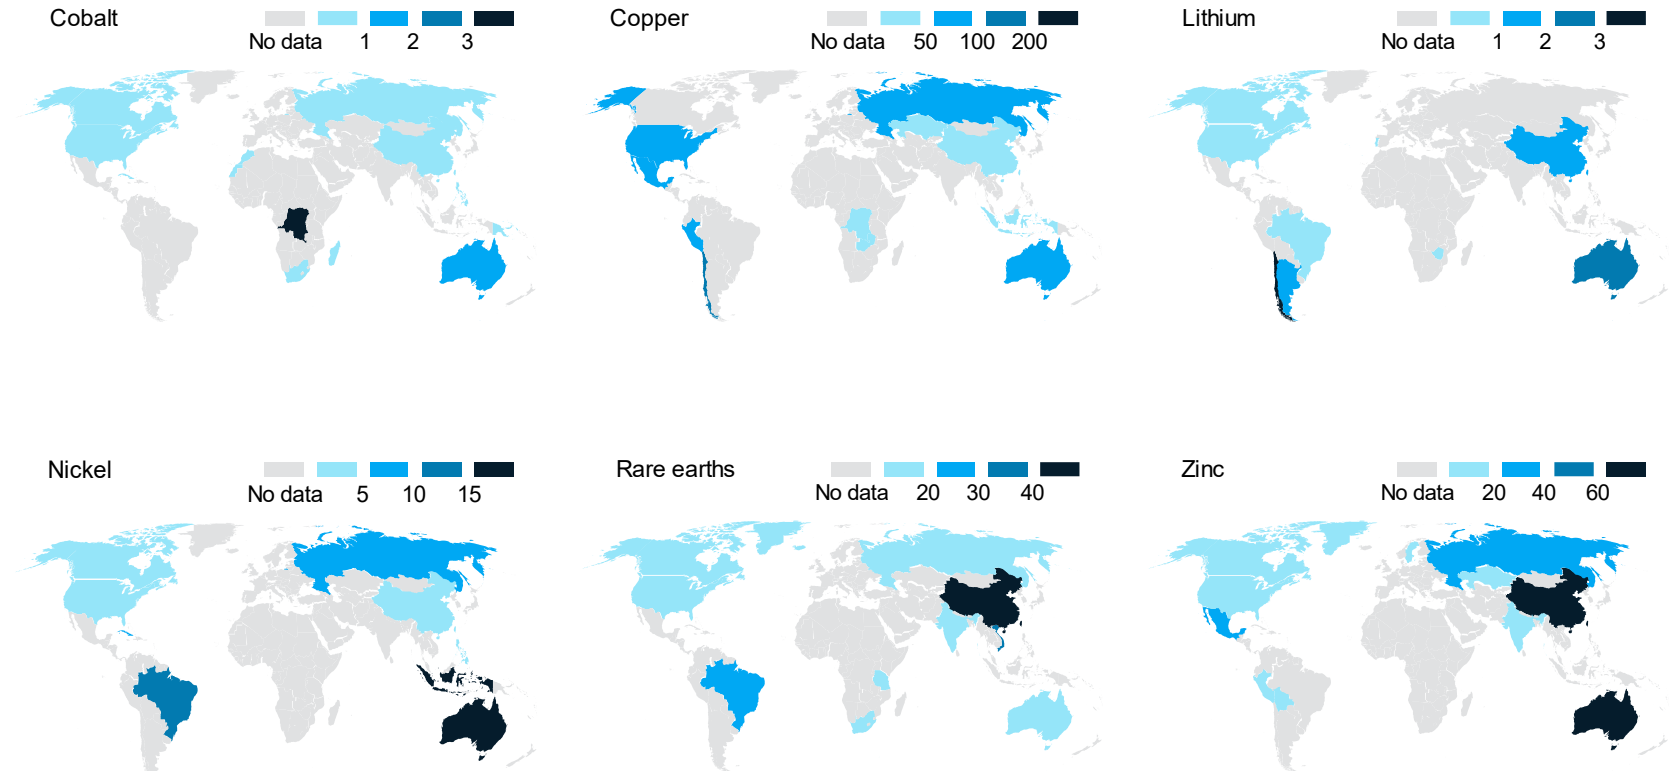 Cobalt
No data 1 2 3
Copper
No data 50 100 200
Lithium
No data 1 2 3
Nickel
No data 5 10 15
Rare earths
No data 20 30 40
Zinc
No data 20 40 60